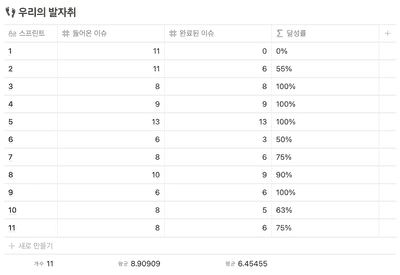 👣 우리의 발자취
스프린트 들어온 이슈 완료된 이슈 달성률
1 11 0 0%
2 11 6 55%
3 8 8 100%
4 9 9 100%
5 13 13 100%
6 6 3 50%
7 8 6 75%
8 10 9 90%
9 6 6 100%
10 8 5 63%
11 8 6 75%
+ 새로 만들기
개수 11 평균 8.90909 평균 6.45455